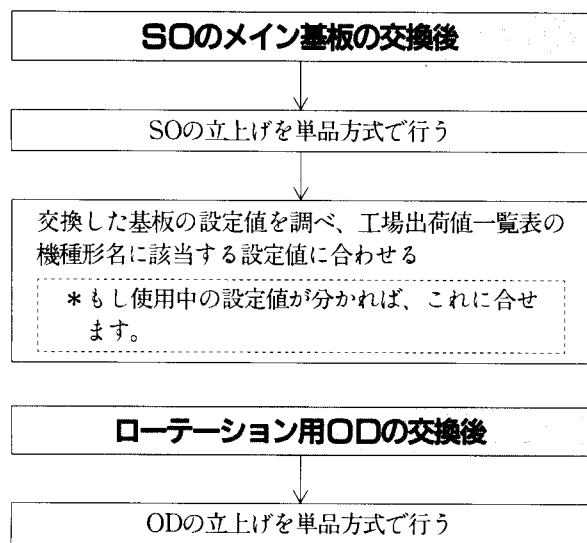 SOのメイン基板の交換後
SOの立上げを単品方式で行う
交換した基板の設定値を調べ、工場出荷値一覧表の
機種形名に該当する設定値に合わせる
*もし使用中の設定値が分かれば、これに合せ
ます。
ローテーション用ODの交換後
ODの立上げを単品方式で行う